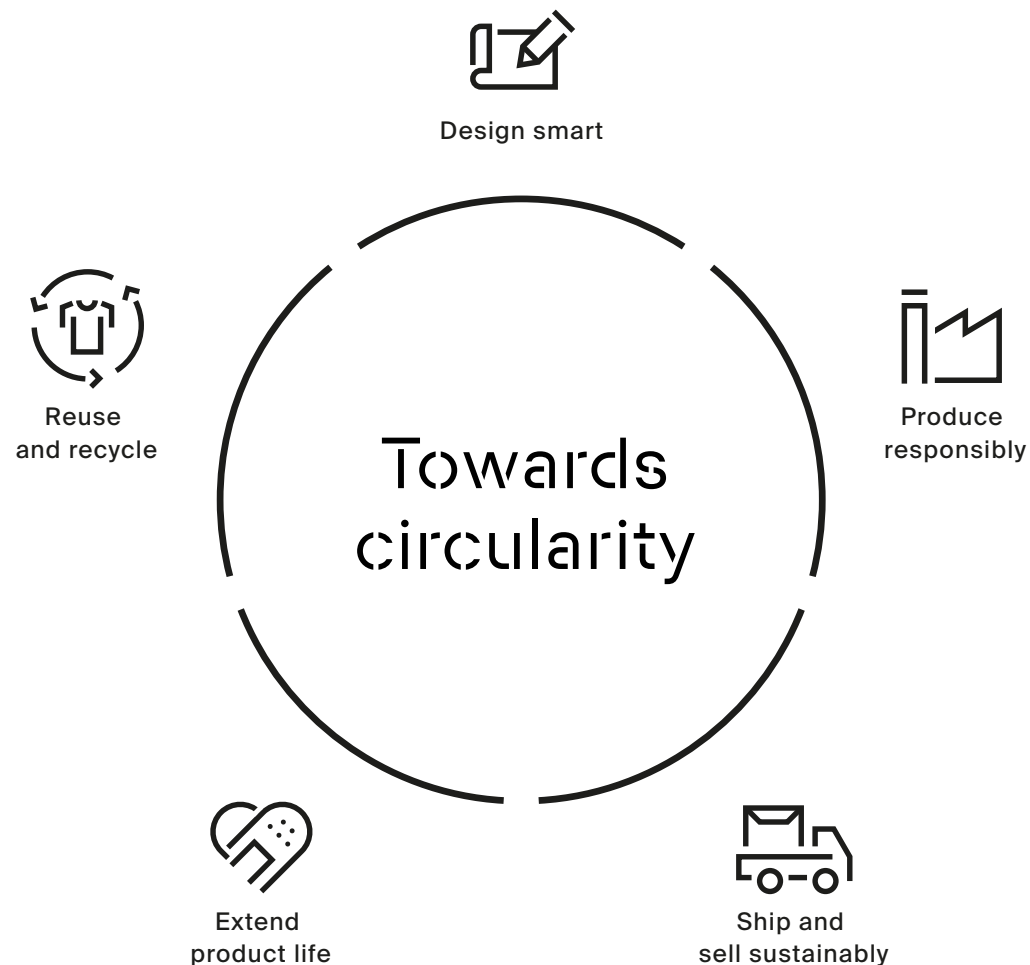 Design smart
Reuse
and recycle
Produce
responsibly
Towards
circularity
Extend
product life
Ship and
sell sustainably